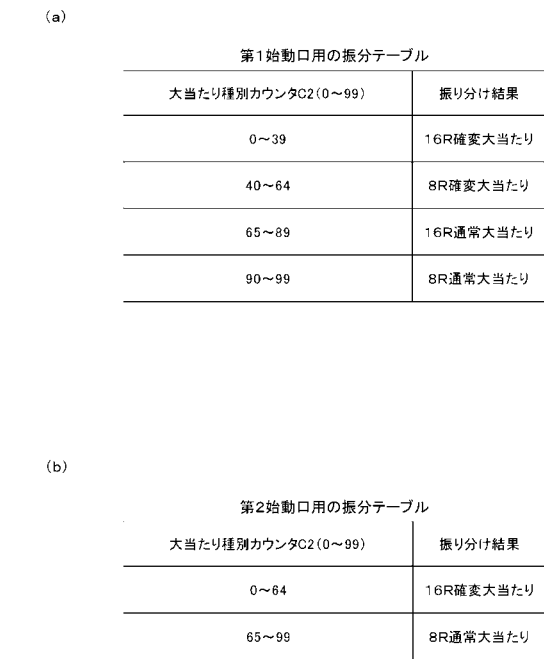 (a)
第1始動口用の振分テーブル
大当たり種別カウンタC2(0～99) 振り分け結果
0～39 16R確変大当たり
40～64 8R確変大当たり
65～89 16R通常大当たり
90～99 8R通常大当たり
(b)
第2始動口用の振分テーブル
大当たり種別カウンタC2(0～99) 振り分け結果
0～64 16R確変大当たり
65～99 8R通常大当たり